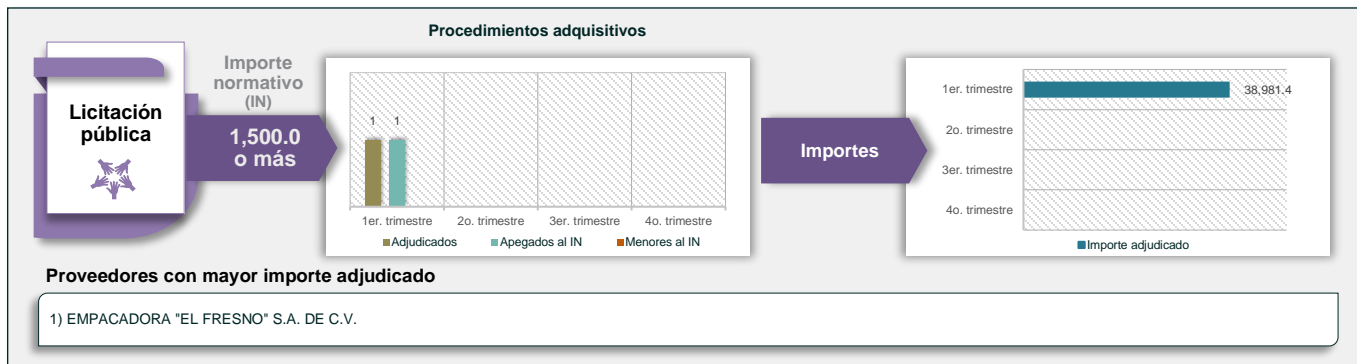 Procedimientos adquisitivos
Licitación
pública
Importe
normativo
(IN)
1,500.0
o más
1
1
1er. trimestre
2o. trimestre
3er. trimestre
4o. trimestre
Adjudicados
Apegados al IN
Menores al IN
Importes
1er. trimestre
38,981.4
2o. trimestre
3er. trimestre
4o. trimestre
Importe adjudicado
Proveedores con mayor importe adjudicado
1) EMPACADORA "EL FRESNO" S.A. DE C.V.